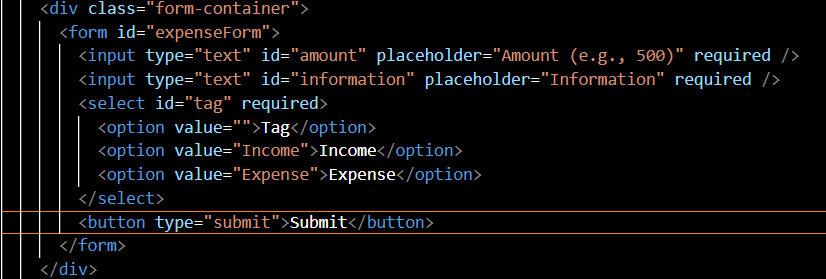 <div class="form-container">
<form id="expenseForm">
<input type="text" id="amount" placeholder="Amount (e.g., 500)" required />
<input type="text" id="information" placeholder="Information" required />
<select id="tag" required>
<option value="">Tag</option>
<option value="Income">Income</option>
<option value="Expense">Expense</option>
</select>
<button type="submit">Submit</button>
</form>
</div>